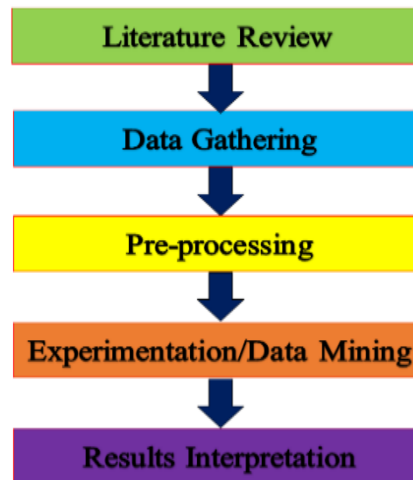 Literature Review
Data Gathering
Pre-processing
Experimentation/Data Mining
Results Interpretation